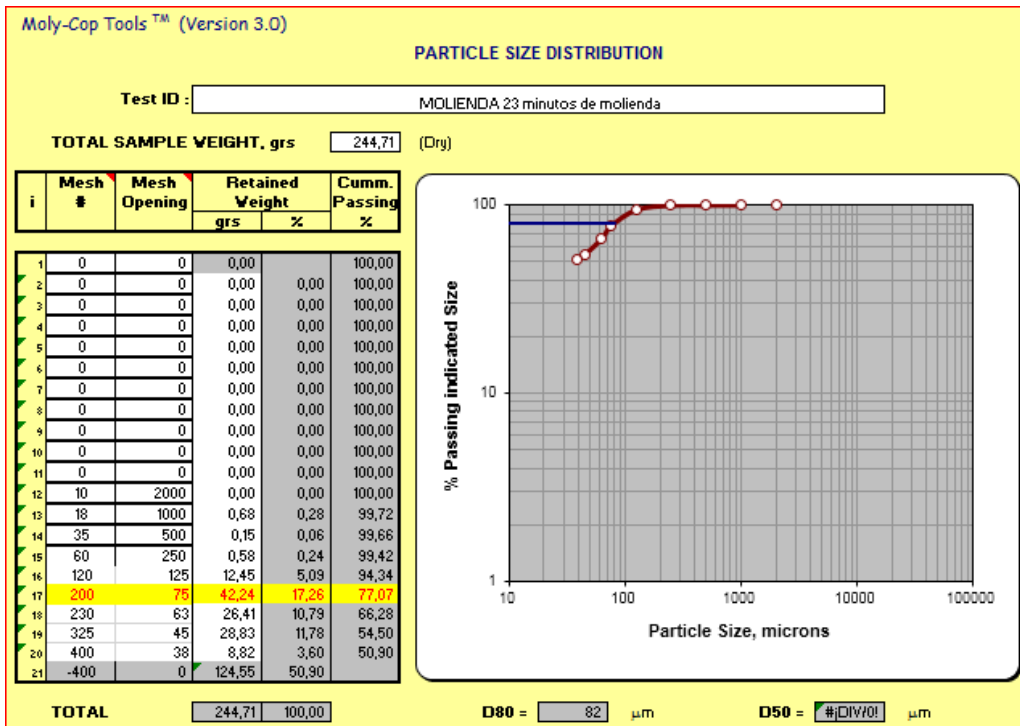 Moly-Cop Tools ™ (Version 3.0)
PARTICLE SIZE DISTRIBUTION
Test ID : MOLIENDA 23 minutos de molienda
TOTAL SAMPLE WEIGHT, grs 244,71 (Dry)
i Mesh # Mesh Opening Retained Weight Cumm. Passing
grs % %
1 0 0 0,00 100,00
2 0 0 0,00 0,00 100,00
3 0 0 0,00 0,00 100,00
4 0 0 0,00 0,00 100,00
5 0 0 0,00 0,00 100,00
6 0 0 0,00 0,00 100,00
7 0 0 0,00 0,00 100,00
8 0 0 0,00 0,00 100,00
9 0 0 0,00 0,00 100,00
10 0 0 0,00 0,00 100,00
11 0 0 0,00 0,00 100,00
12 10 2000 0,00 0,00 100,00
13 18 1000 0,68 0,28 99,72
14 35 500 0,15 0,06 99,66
15 60 250 0,58 0,24 99,42
16 120 125 12,45 5,09 94,34
17 200 75 42,24 17,26 77,07
18 230 63 26,41 10,79 66,28
19 325 45 28,83 11,78 54,50
20 400 38 8,82 3,60 50,90
21 -400 0 124,55 50,90
TOTAL 244,71 100,00
% Passing indicated Size
100
10
1
10 100 1000 10000 100000
Particle Size, microns
D80 = 82 μm D50 = #¡DIV/0! μm